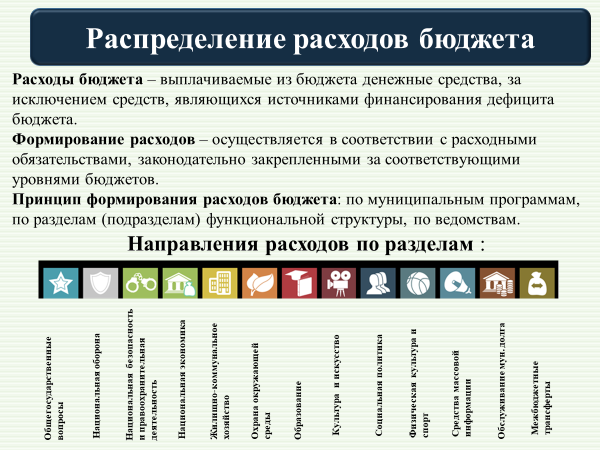 Распределение расходов бюджета
Расходы бюджета – выплачиваемые из бюджета денежные средства, за
исключением средств, являющихся источниками финансирования дефицита
бюджета.
Формирование расходов – осуществляется в соответствии с расходными
обязательствами, законодательно закрепленными за соответствующими
уровнями бюджетов.
Принцип формирования расходов бюджета: по муниципальным программам,
по разделам (подразделам) функциональной структуры, по ведомствам.
Направления расходов по разделам :
Общегосударственные
вопросы
Национальная оборона
Национальная безопасность
и правоохранительная
деятельность
Национальная экономика
Жилищно-коммунальное
хозяйство
Охрана окружающей
среды
Образование
Культура и искусство
Социальная политика
Физическая культура и
спорт
Средства массовой
информации
Обслуживание мун. долга
Межбюджетные
трансферты